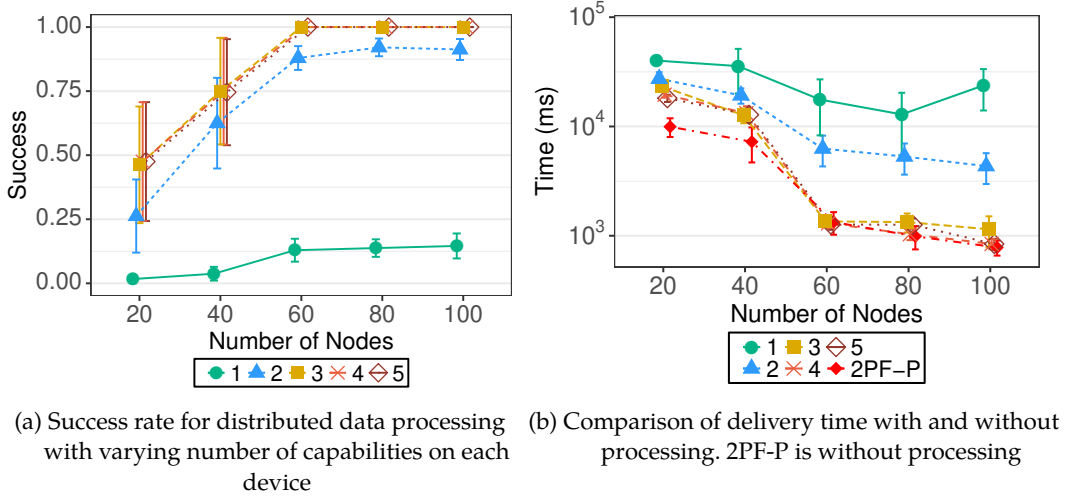 1.00
0.75
0.50
0.25
0.00
Success
20 40 60 80 100
Number of Nodes
1 2 3 4 5
(a) Success rate for distributed data processing
with varying number of capabilities on each
device
10^5
10^4
10^3
Time (ms)
20 40 60 80 100
Number of Nodes
1 3 5
2 4 2PF−P
(b) Comparison of delivery time with and without
processing. 2PF-P is without processing